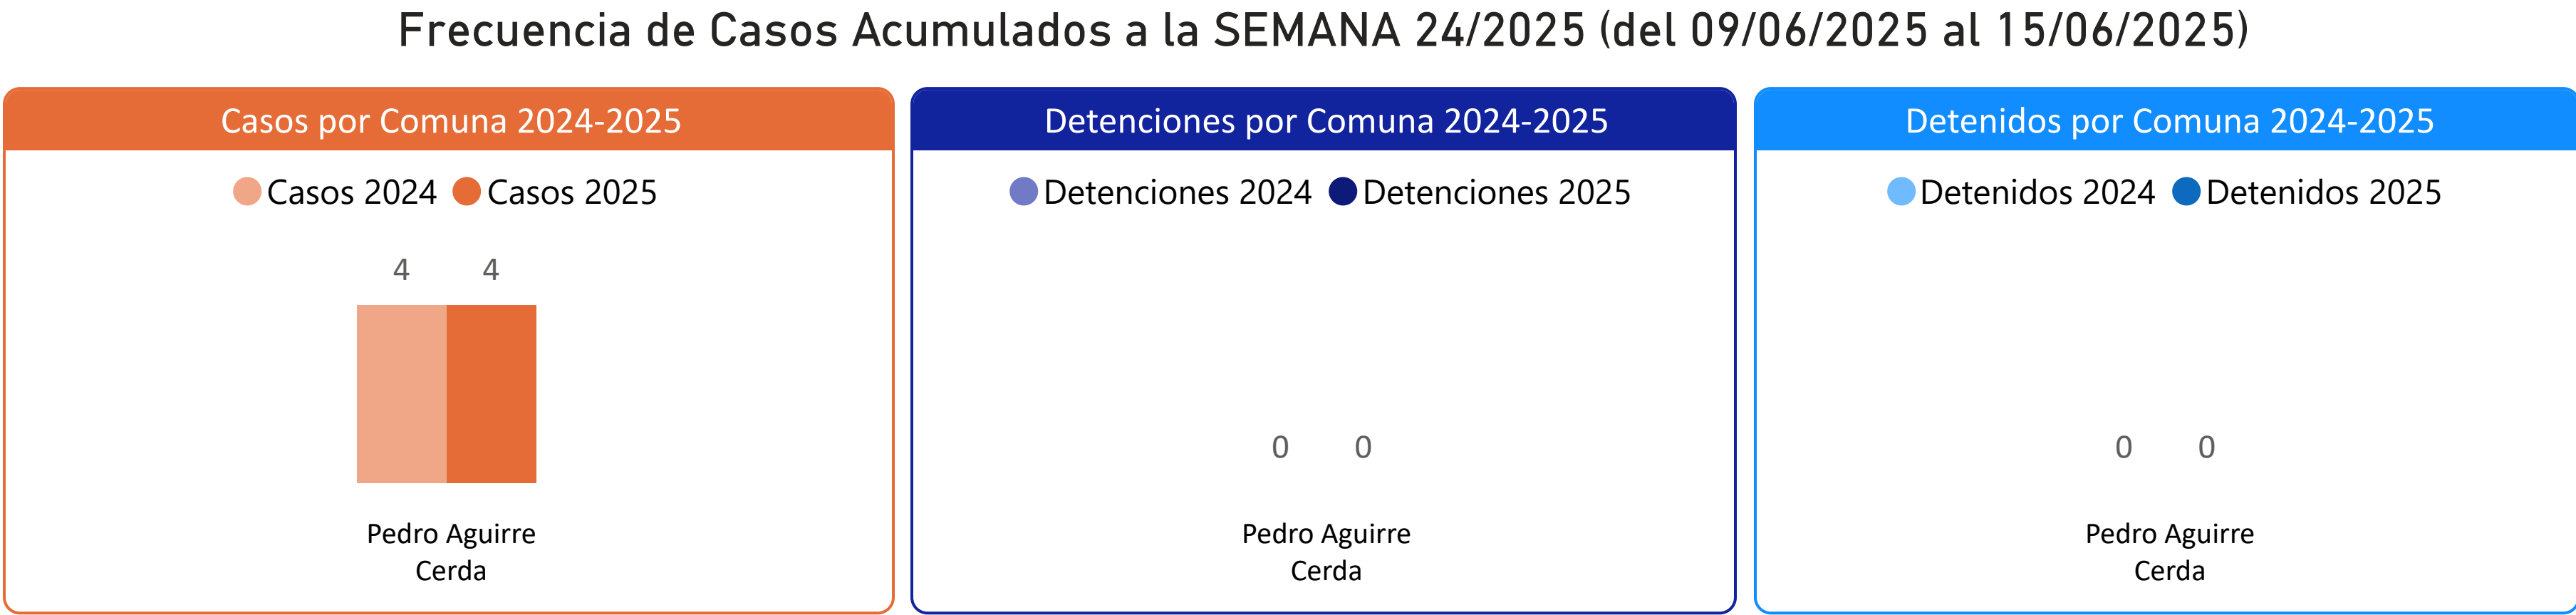 Frecuencia de Casos Acumulados a la SEMANA 24/2025 (del 09/06/2025 al 15/06/2025)
Casos por Comuna 2024-2025
Casos 2024 Casos 2025
4 4
Pedro Aguirre
Cerda
Detenciones por Comuna 2024-2025
Detenciones 2024 Detenciones 2025
0 0
Pedro Aguirre
Cerda
Detenidos por Comuna 2024-2025
Detenidos 2024 Detenidos 2025
0 0
Pedro Aguirre
Cerda